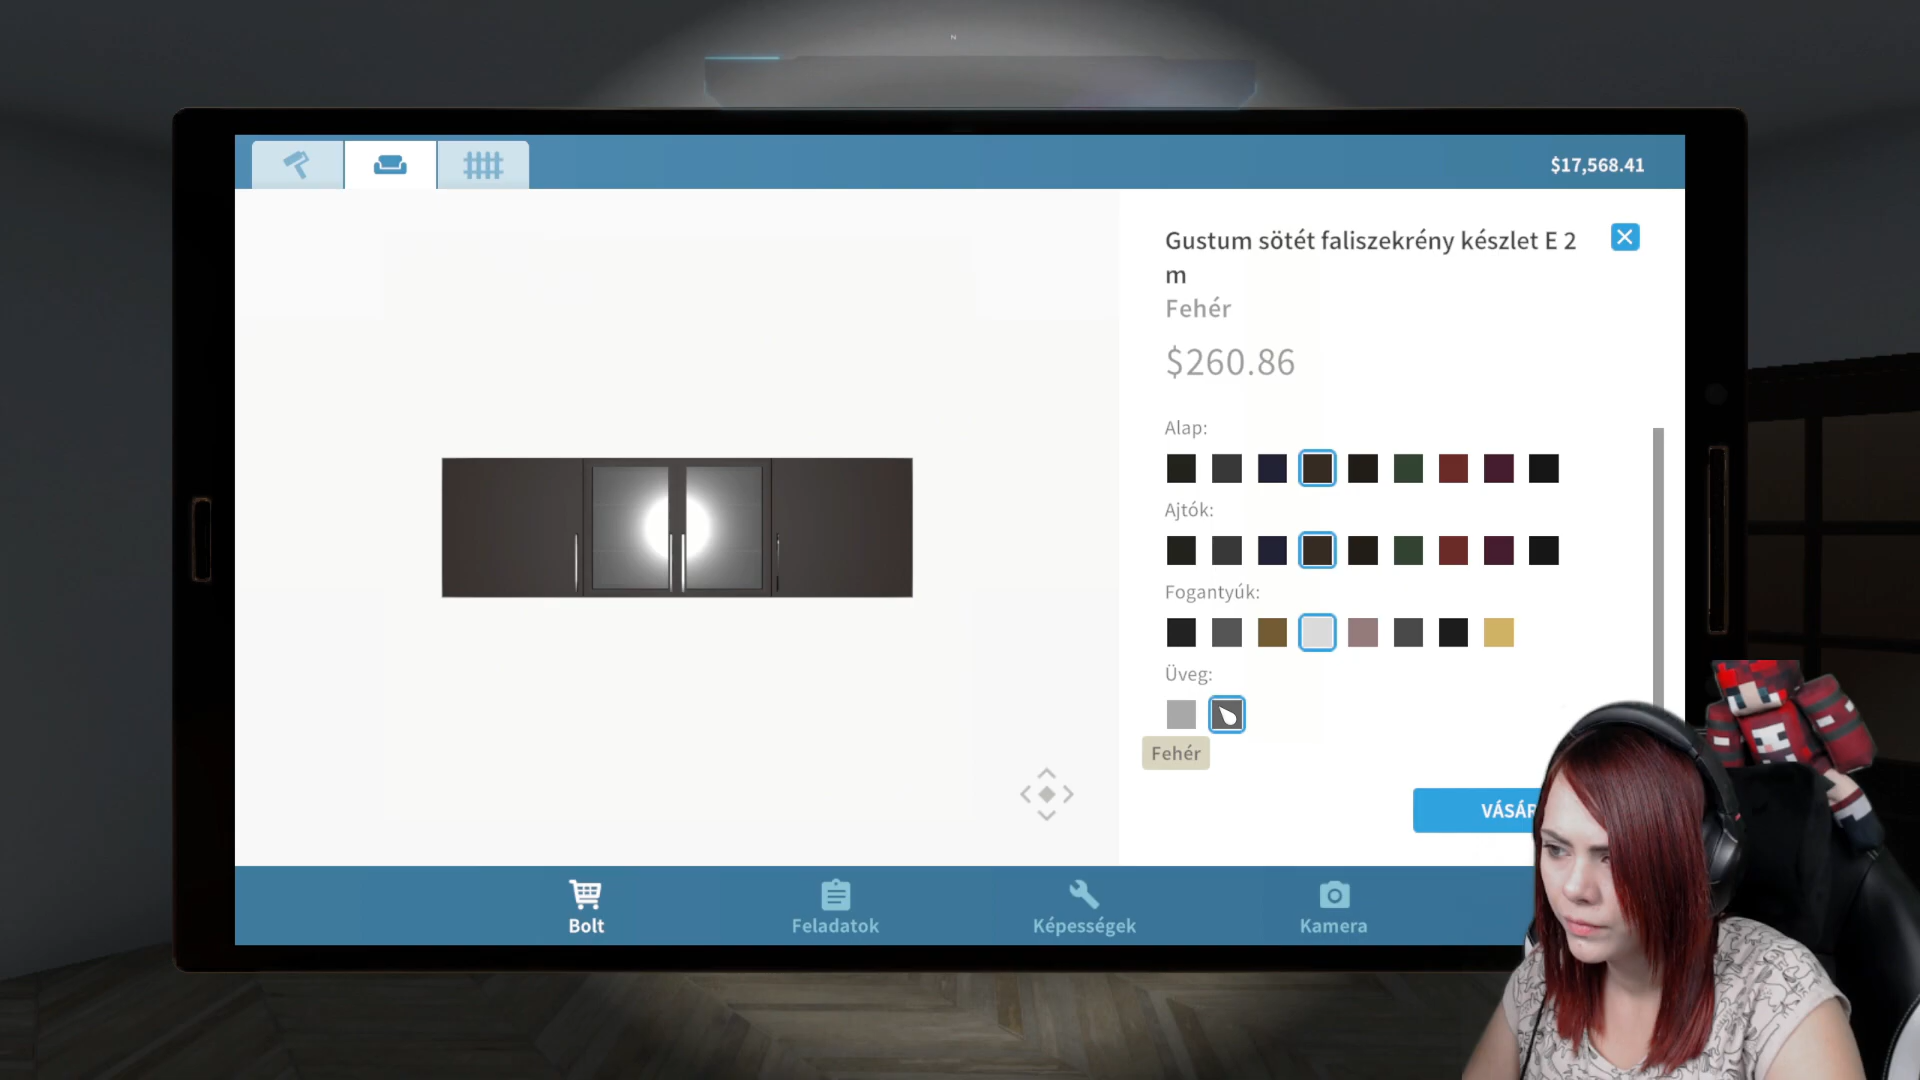 N
$17,568.41
Gustum sötét faliszekrény készlet E 2
m
Fehér
$260.86
Alap:
Ajtók:
Fogantyúk:
Üveg:
Fehér
VÁSÁR
Bolt
Feladatok
Képességek
Kamera